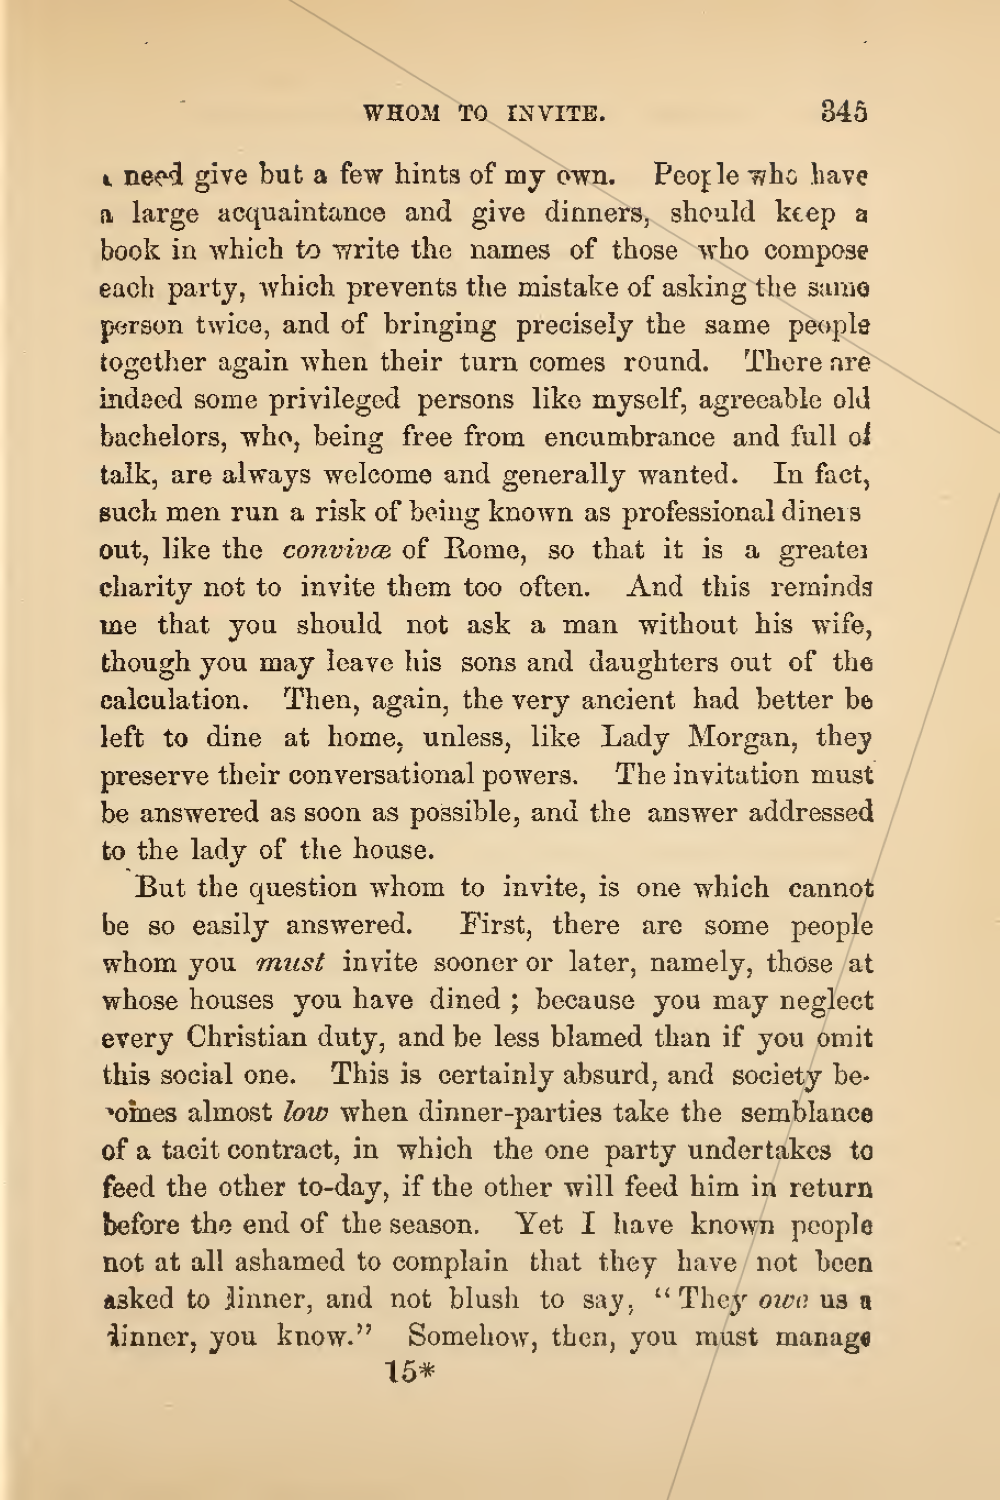 WHOM TO INVITE. 345
need give but a few hints of my own. People who have
a large acquaintance and give dinners, should keep a
book in which to write the names of those who compose
each party, which prevents the mistake of asking the same
person twice, and of bringing precisely the same people
together again when their turn comes round. There are
indeed some privileged persons like myself, agreeable old
bachelors, who, being free from encumbrance and full of
talk, are always welcome and generally wanted. In fact,
such men run a risk of being known as professional diners
out, like the convivæ of Rome, so that it is a greater
charity not to invite them too often. And this reminds
me that you should not ask a man without his wife,
though you may leave his sons and daughters out of the
calculation. Then, again, the very ancient had better be
left to dine at home, unless, like Lady Morgan, they
preserve their conversational powers. The invitation must
be answered as soon as possible, and the answer addressed
to the lady of the house.
But the question whom to invite, is one which cannot
be so easily answered. First, there are some people
whom you must invite sooner or later, namely, those at
whose houses you have dined ; because you may neglect
every Christian duty, and be less blamed than if you omit
this social one. This is certainly absurd, and society be-
comes almost low when dinner-parties take the semblance
of a tacit contract, in which the one party undertakes to
feed the other to-day, if the other will feed him in return
before the end of the season. Yet I have known people
not at all ashamed to complain that they have not been
asked to dinner, and not blush to say, “They owe us a
dinner, you know.” Somehow, then, you must manage
15*